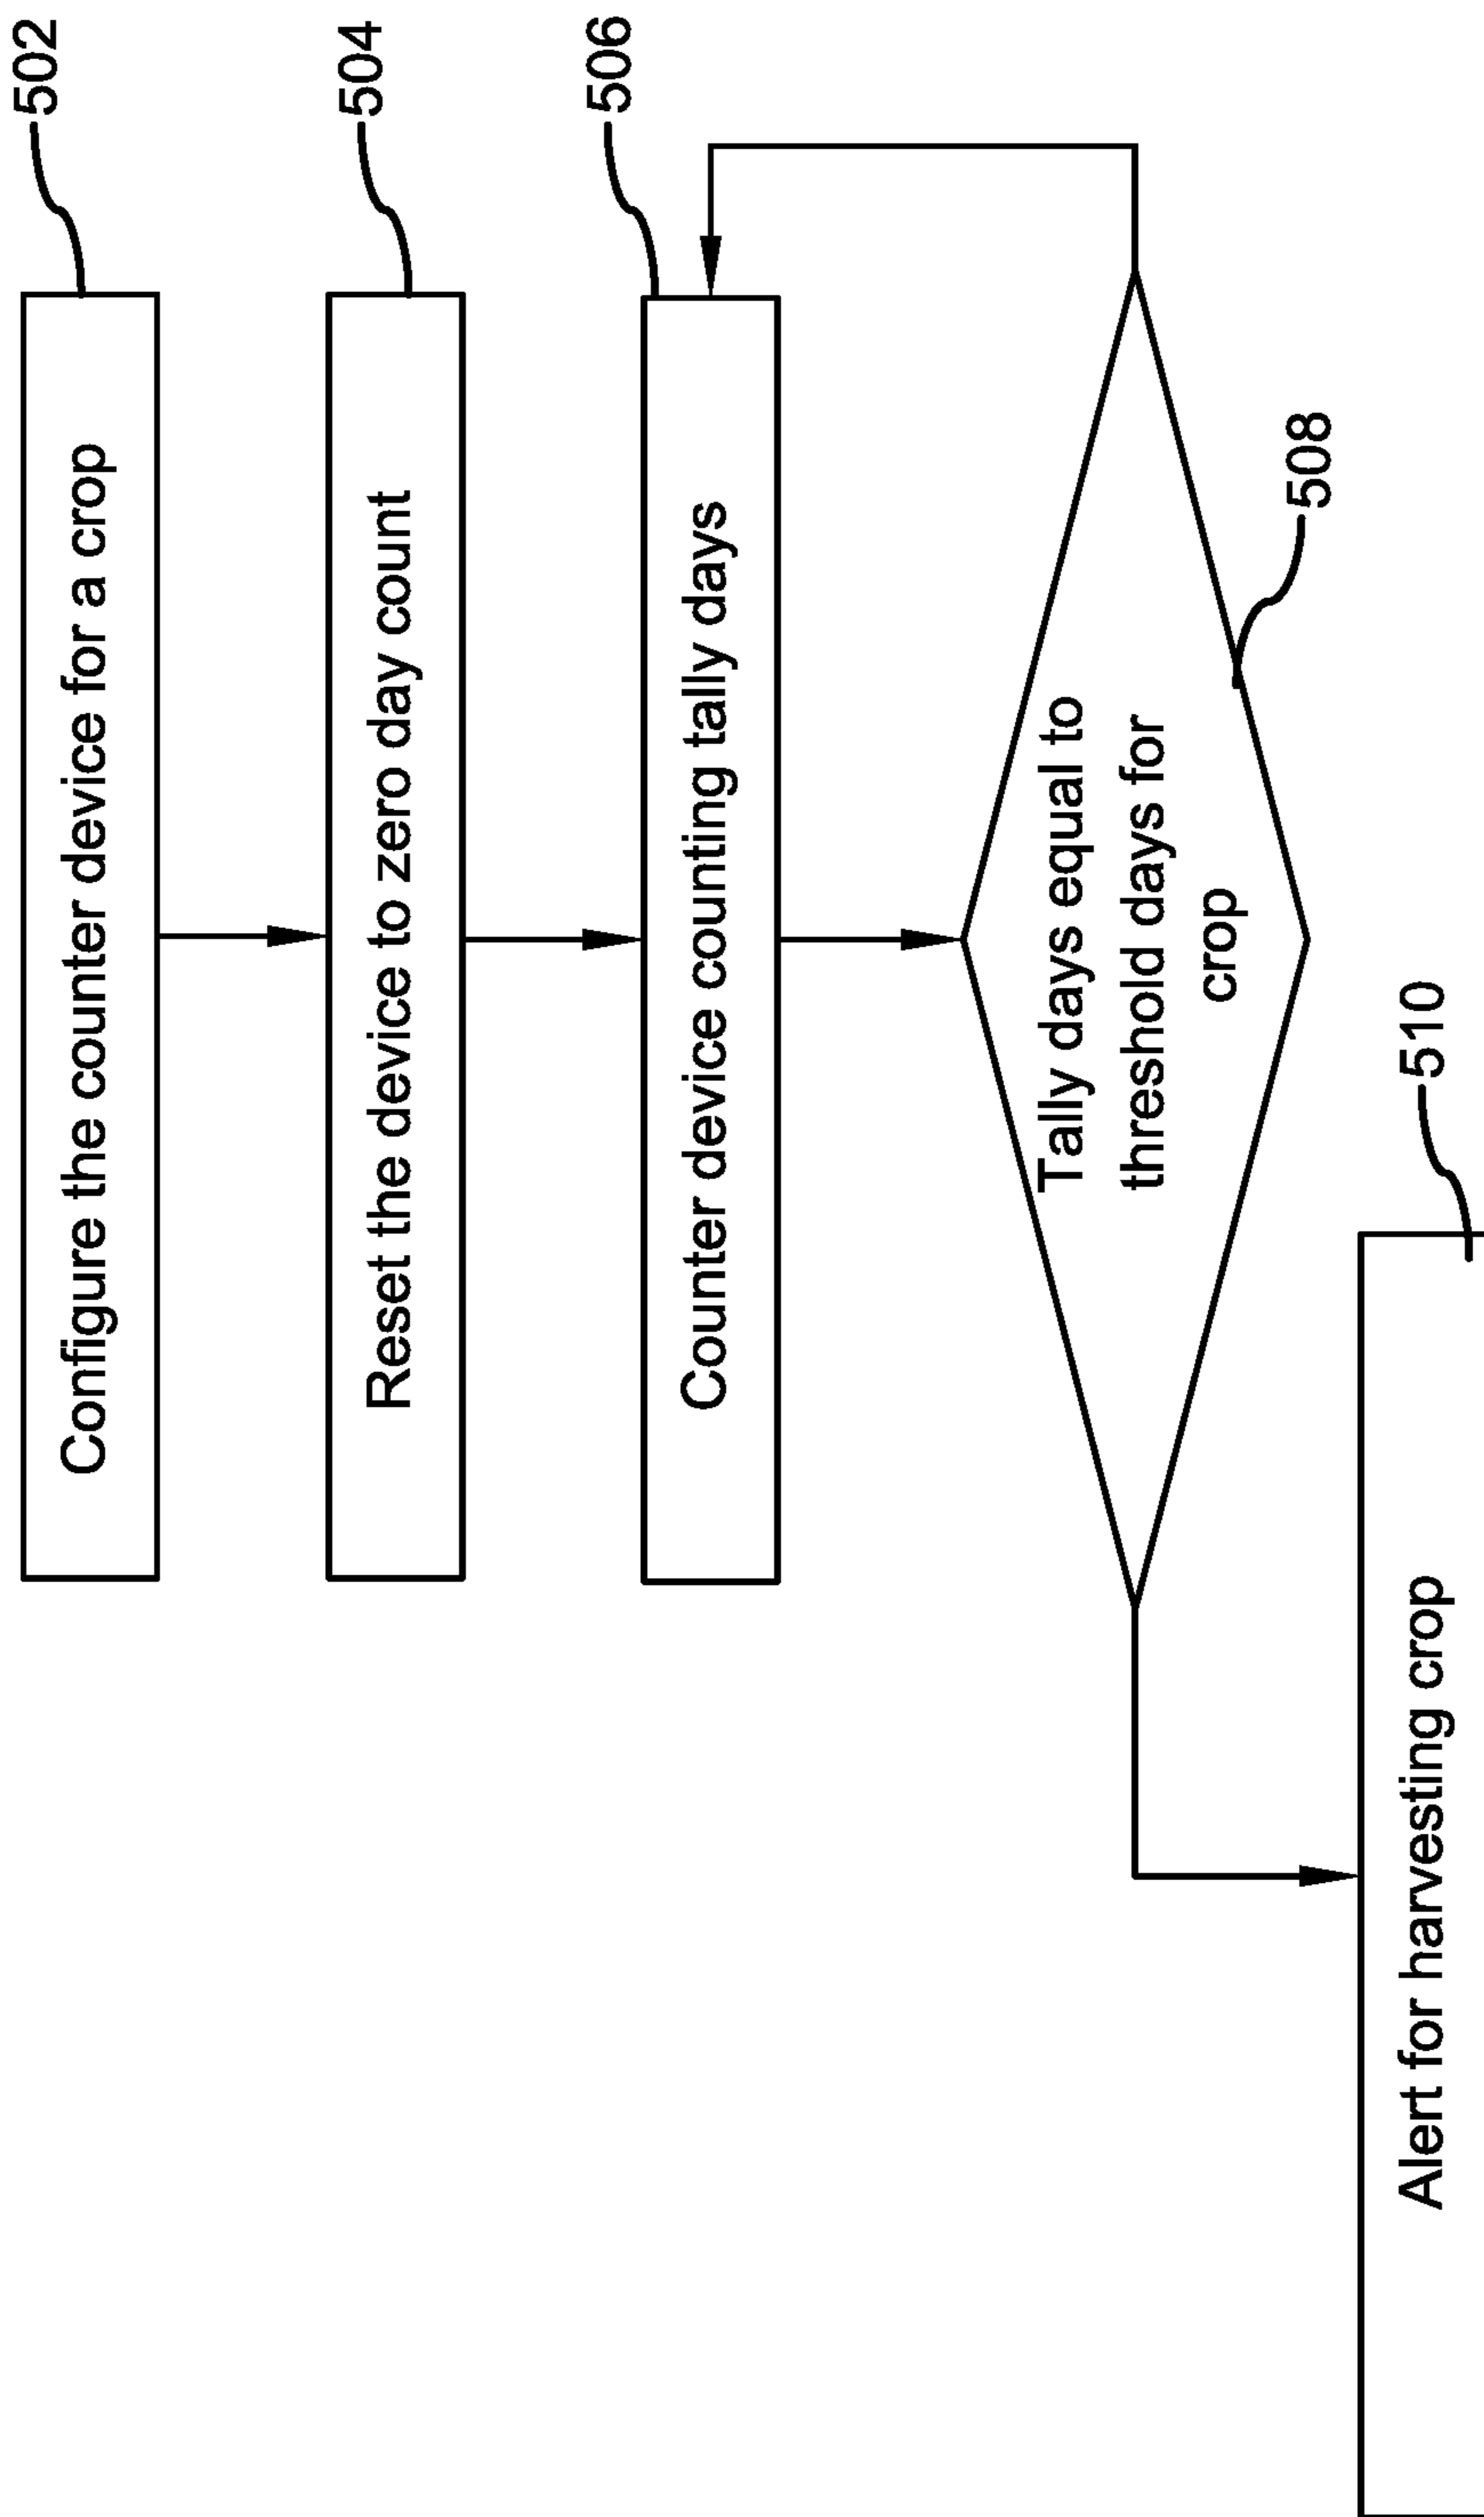 502
Configure the counter device for a crop
504
Reset the device to zero day count
506
Counter device counting tally days
508
Tally days equal to
threshold days for
crop
510
Alert for harvesting crop